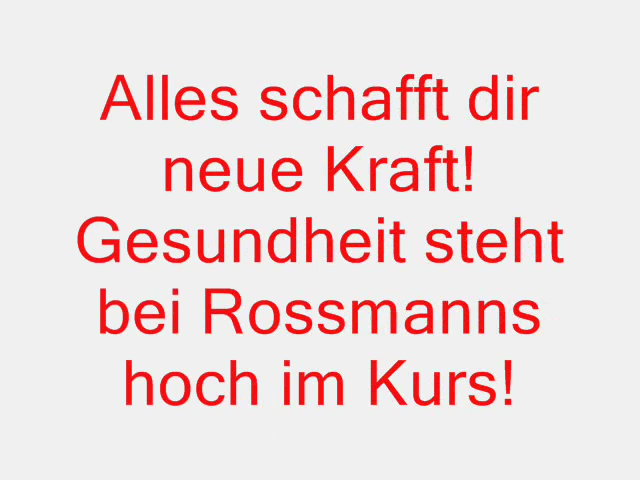 Alles schafft dir
neue Kraft!
Gesundheit steht
bei Rossmanns
hoch im Kurs!